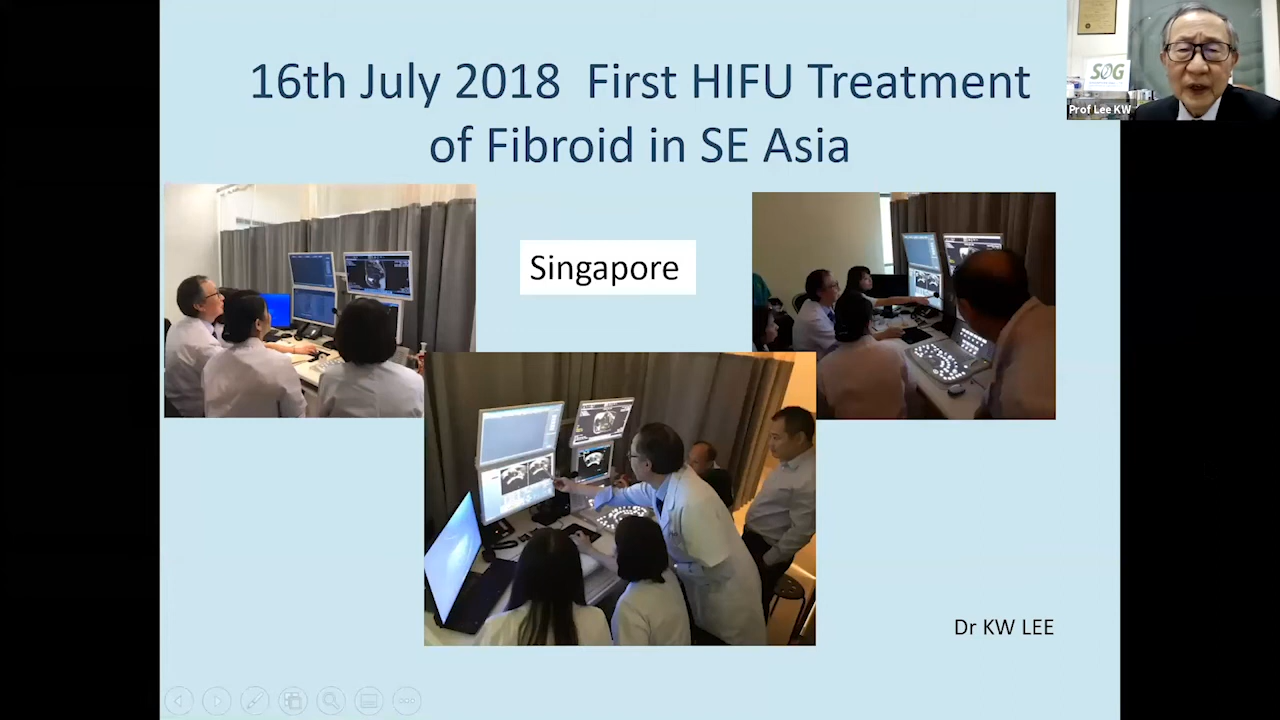 16th July 2018 First HIFU Treatment
of Fibroid in SE Asia
SOG
Prof Lee KW
Singapore
Dr KW LEE